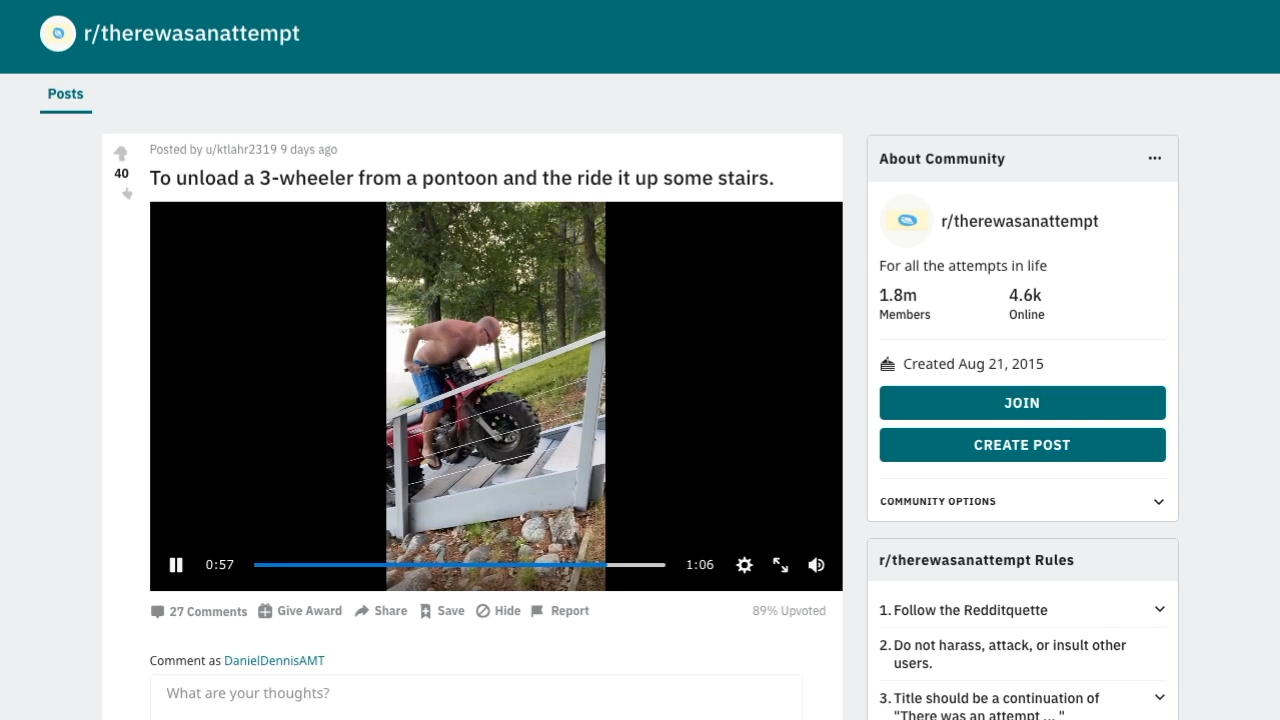 r/therewasanattempt
Posts
Posted by u/ktlahr2319 9 days ago
40
To unload a 3-wheeler from a pontoon and the ride it up some stairs.
0:57
1:06
27 Comments Give Award Share Save Hide Report 89% Upvoted
Comment as DanielDennisAMT
What are your thoughts?
About Community
r/therewasanattempt
For all the attempts in life
1.8m 4.6k
Members Online
Created Aug 21, 2015
JOIN
CREATE POST
COMMUNITY OPTIONS
r/therewasanattempt Rules
1. Follow the Redditquette
2. Do not harass, attack, or insult other
users.
3. Title should be a continuation of
"There was an attempt ... "